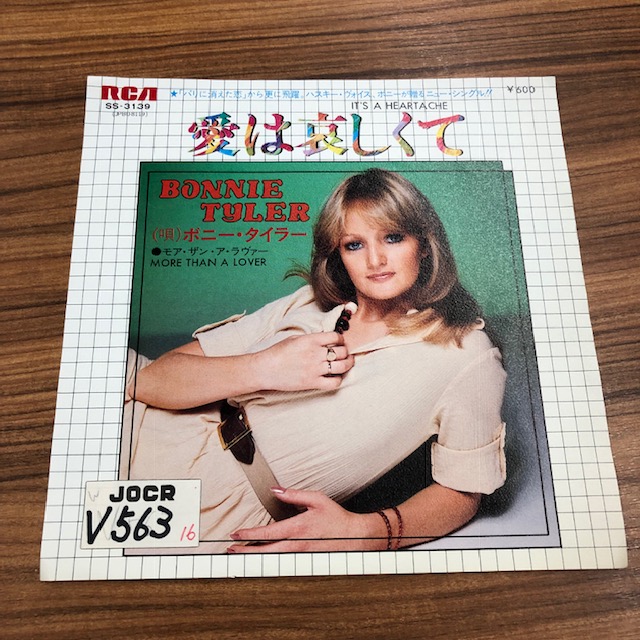 RCA
SS-3139
[JPBO8119]
★「パリに消えた恋」から更に飛躍。ハスキー・ヴォイス、ボニーが贈るニュー・シングル!!
¥600
IT'S A HEARTACHE
愛は哀しくて
BONNIE
TYLER
(唄)ボニー・タイラー
●モア・ザン・ア・ラヴァー
MORE THAN A LOVER
JOCR
V563
16